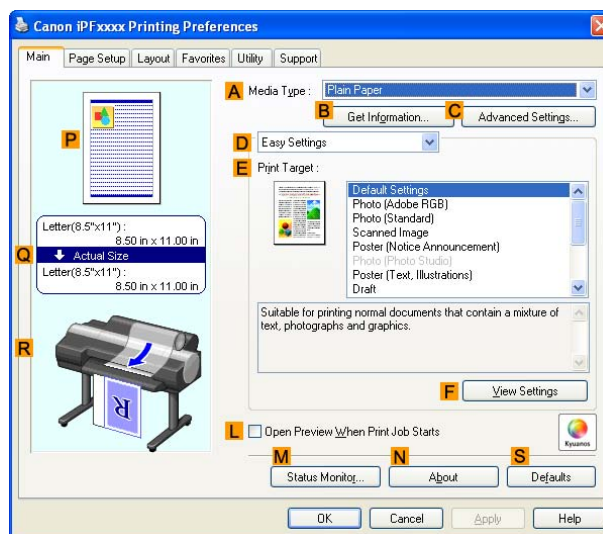 Canon iPFxxxx Printing Preferences
Main Page Setup Layout Favorites Utility Support
A Media Type : Plain Paper
B Get Information... C Advanced Settings...
D Easy Settings
E Print Target :
Default Settings
Photo (Adobe RGB)
Photo (Standard)
Scanned Image
Poster (Notice Announcement)
Photo (Photo Studio)
Poster (Text, Illustrations)
Draft
Suitable for printing normal documents that contain a mixture of
text, photographs and graphics.
F View Settings
P
Q
Letter(8.5"x11") :
8.50 in x 11.00 in
Actual Size
Letter(8.5"x11") :
8.50 in x 11.00 in
R
R
L Open Preview When Print Job Starts
Kyuanos
M Status Monitor... N About S Defaults
OK Cancel Apply Help